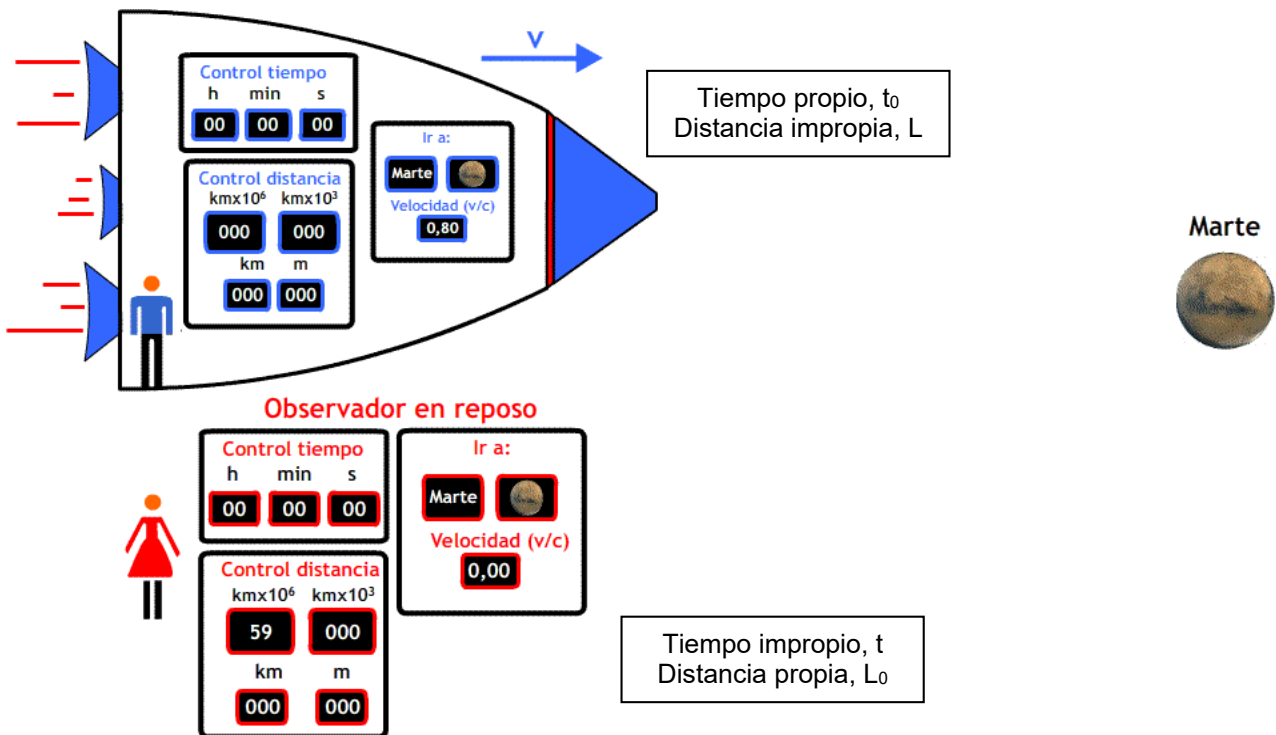 V
Control tiempo
h min s
00 00 00
Control distancia
kmx10⁶ kmx10³
000 000
km m
000 000
Ir a:
Marte
Velocidad (v/c)
0,80
Tiempo propio, t₀
Distancia impropia, L
Marte
Observador en reposo
Control tiempo
h min s
00 00 00
Control distancia
kmx10⁶ kmx10³
59 000
km m
000 000
Ir a:
Marte
Velocidad (v/c)
0,00
Tiempo impropio, t
Distancia propia, L₀